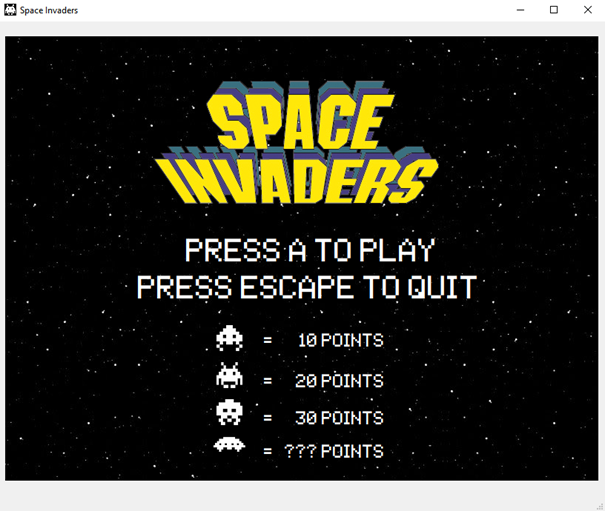 Space Invaders
SPACE
INVADERS
PRESS A TO PLAY
PRESS ESCAPE TO QUIT
= 10 POINTS
= 20 POINTS
= 30 POINTS
= ??? POINTS